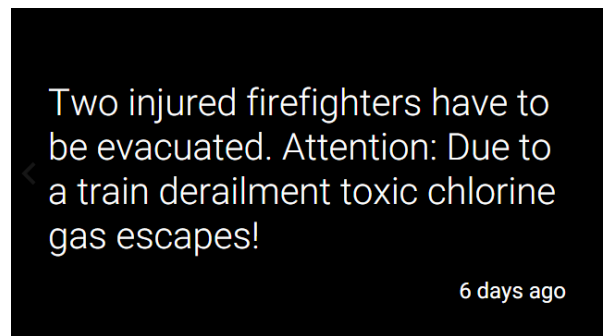 Two injured firefighters have to
be evacuated. Attention: Due to
a train derailment toxic chlorine
gas escapes!
6 days ago